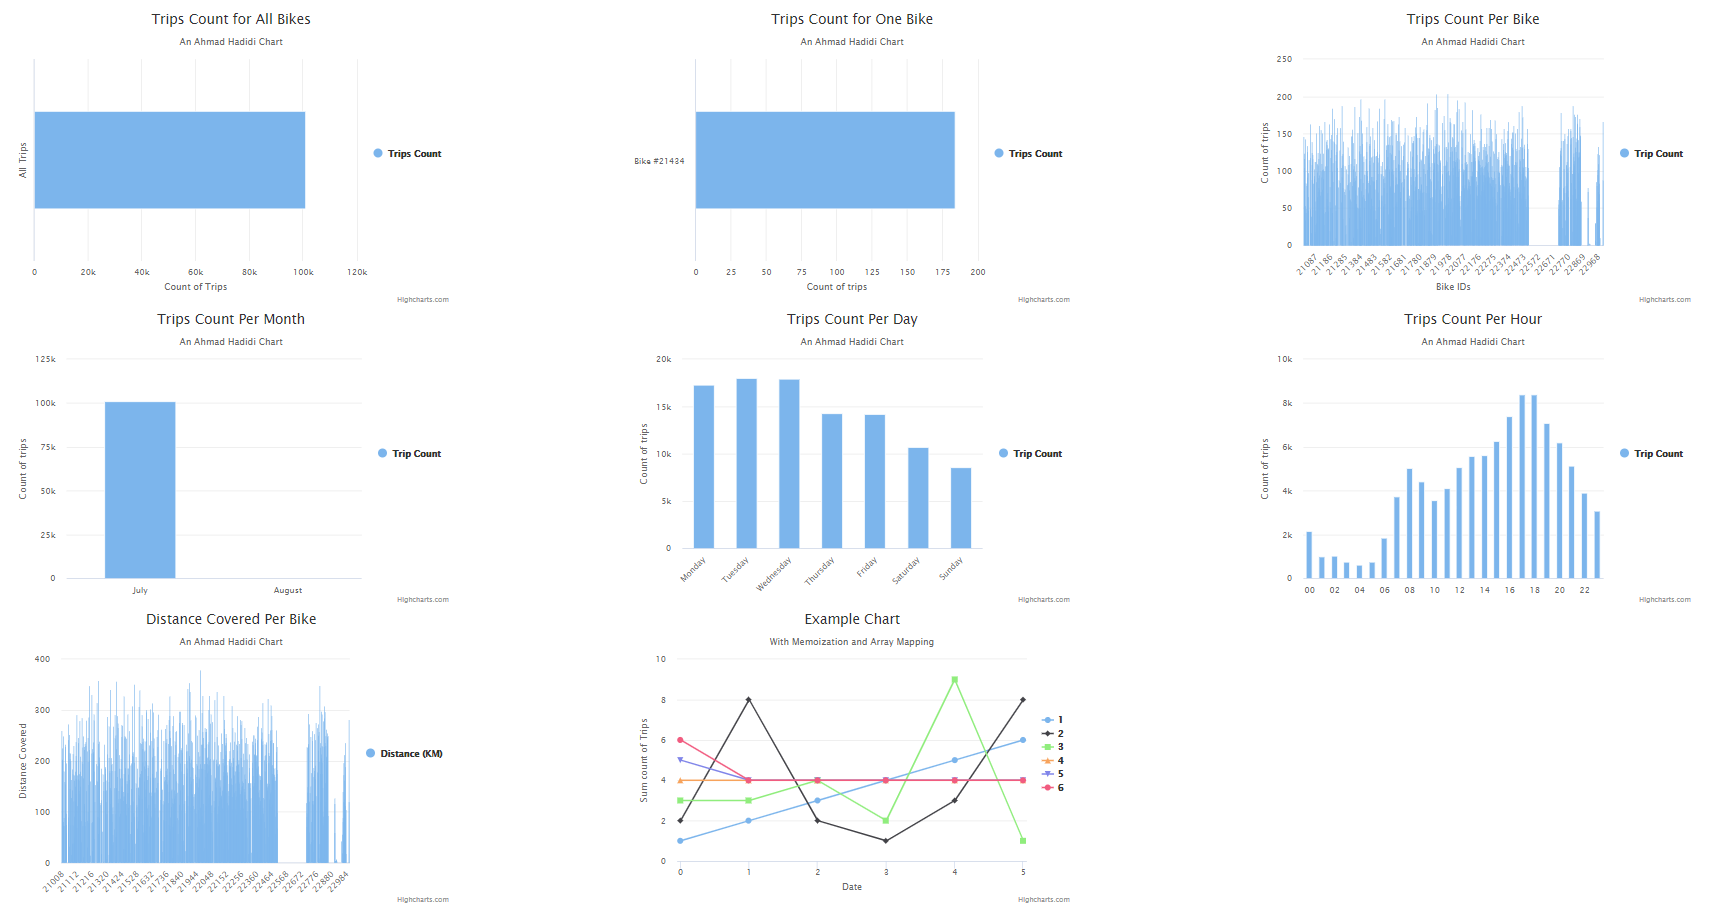 Trips Count for All Bikes
An Ahmad Hadidi Chart
All Trips
0 20k 40k 60k 80k 100k 120k
Count of Trips
Trips Count
Highcharts.com
Trips Count for One Bike
An Ahmad Hadidi Chart
Bike #21434
0 25 50 75 100 125 150 175 200
Count of trips
Trips Count
Highcharts.com
Trips Count Per Bike
An Ahmad Hadidi Chart
Count of trips
250
200
150
100
50
0
21087 21186 21285 21384 21483 21582 21681 21780 21879 21978 22077 22176 22275 22374 22473 22572 22671 22770 22869 22968
Bike IDs
Trip Count
Highcharts.com
Trips Count Per Month
An Ahmad Hadidi Chart
Count of trips
125k
100k
75k
50k
25k
0
July August
Trip Count
Highcharts.com
Trips Count Per Day
An Ahmad Hadidi Chart
Count of trips
20k
15k
10k
5k
0
Monday Tuesday Wednesday Thursday Friday Saturday Sunday
Trip Count
Highcharts.com
Trips Count Per Hour
An Ahmad Hadidi Chart
Count of trips
10k
8k
6k
4k
2k
0
00 02 04 06 08 10 12 14 16 18 20 22
Trip Count
Highcharts.com
Distance Covered Per Bike
An Ahmad Hadidi Chart
Distance Covered
400
300
200
100
0
21008 21112 21216 21320 21424 21528 21632 21736 21840 21944 22048 22152 22256 22360 22464 22568 22672 22776 22880 22984
Distance (KM)
Highcharts.com
Example Chart
With Memoization and Array Mapping
Sum count of Trips
10
8
6
4
2
0
0 1 2 3 4 5
Date
1
2
3
4
5
6
Highcharts.com